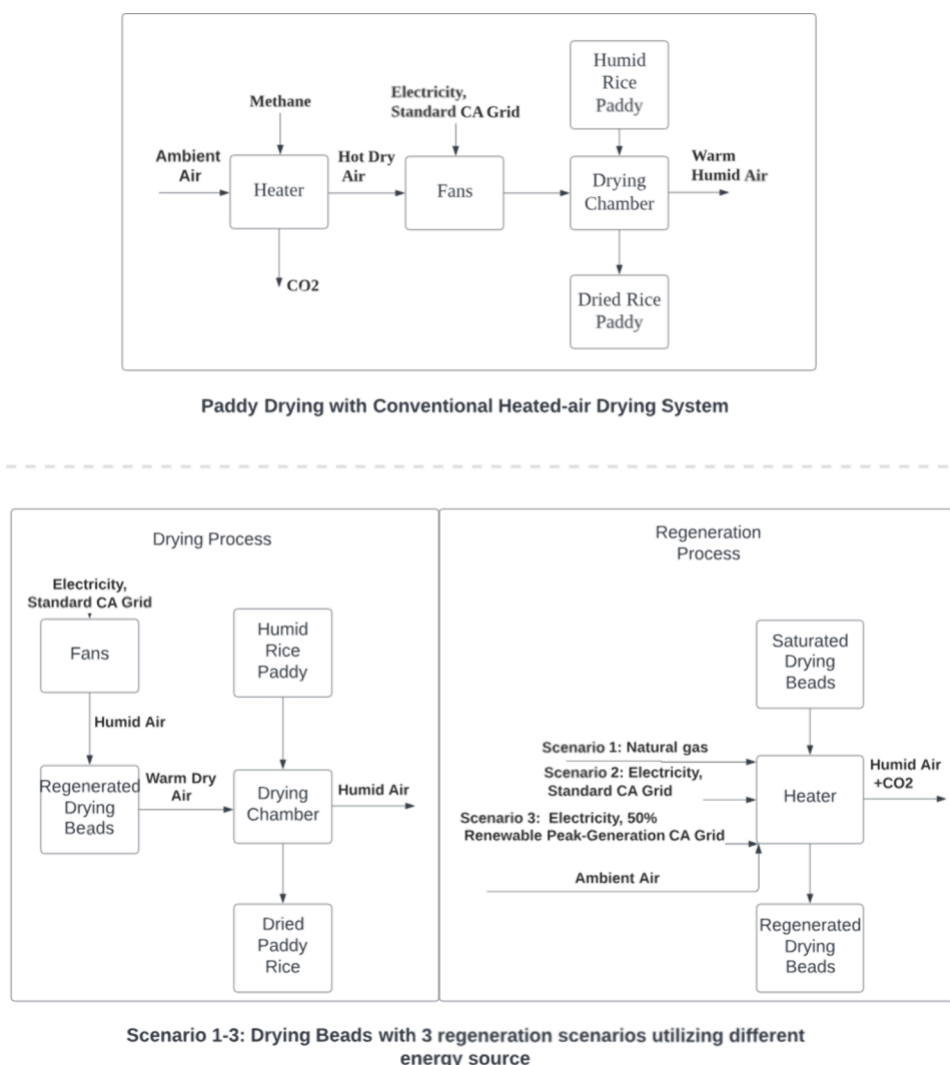 Humid
Rice
Paddy
Electricity,
Standard CA Grid
Methane
Ambient
Air
Heater
Hot Dry
Air
Fans
Drying
Chamber
Warm
Humid Air
CO2
Dried Rice
Paddy
Paddy Drying with Conventional Heated-air Drying System
Drying Process
Electricity,
Standard CA Grid
Fans
Humid
Rice
Paddy
Humid Air
Regenerated
Drying
Beads
Warm Dry
Air
Drying
Chamber
Humid Air
Dried
Paddy
Rice
Regeneration
Process
Saturated
Drying
Beads
Scenario 1: Natural gas
Scenario 2: Electricity,
Standard CA Grid
Scenario 3: Electricity, 50%
Renewable Peak-Generation CA Grid
Ambient Air
Heater
Humid Air
+CO2
Regenerated
Drying
Beads
Scenario 1-3: Drying Beads with 3 regeneration scenarios utilizing different
energy source